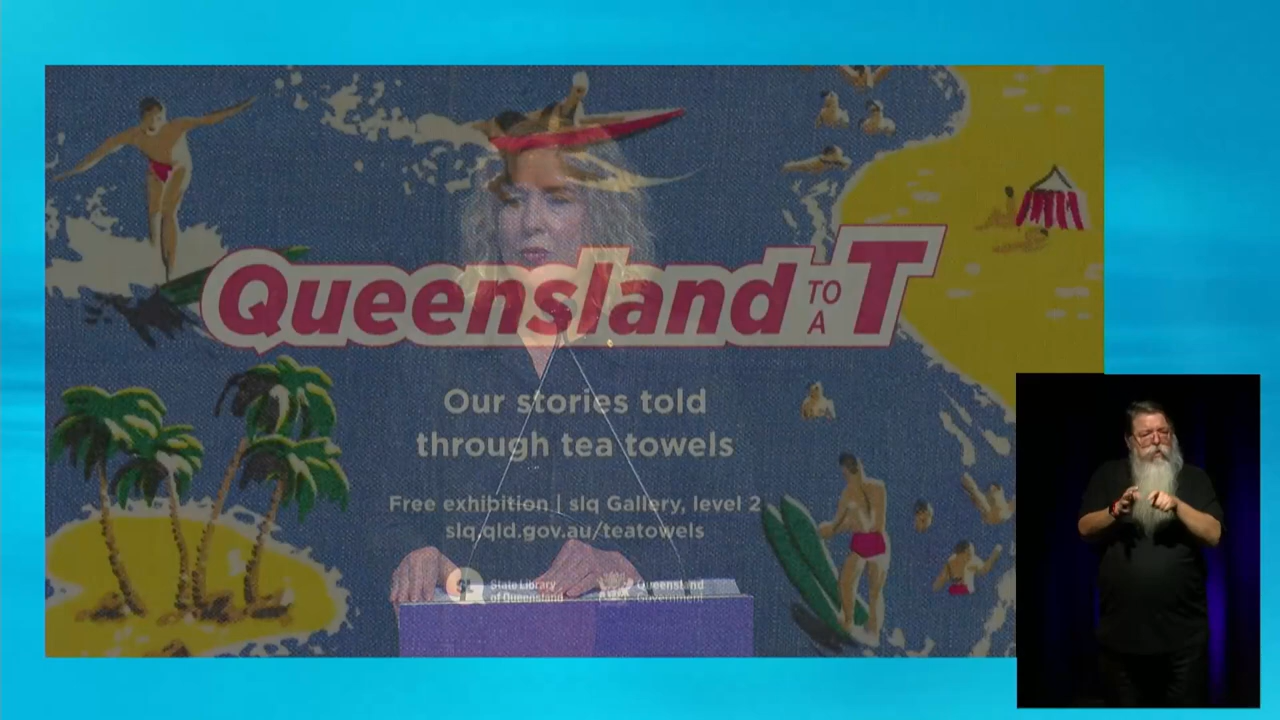 Queensland TO A T
Our stories told
through tea towels
Free exhibition | slq Gallery, level 2
slq.qld.gov.au/teatowels
State Library
of Queensland
Queensland
Government